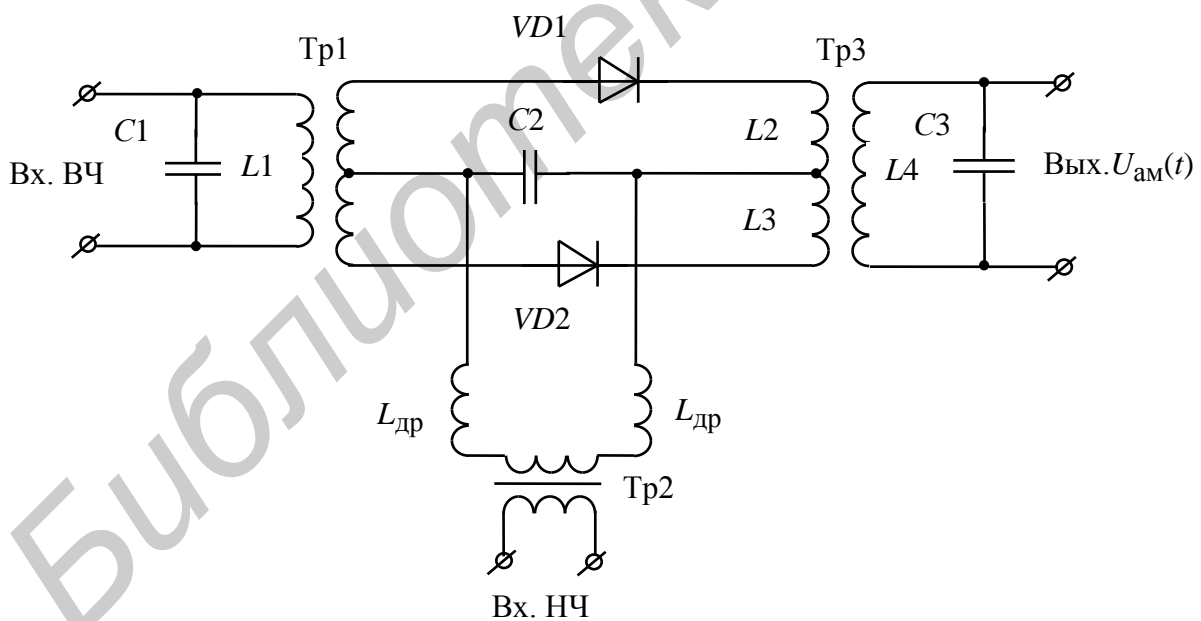 VD1
Тр1
Тр3
C1
C2
C3
L2
Вх. ВЧ
L1
L4
Вых.Uам(t)
L3
VD2
Lдр
Lдр
Тр2
Вх. НЧ